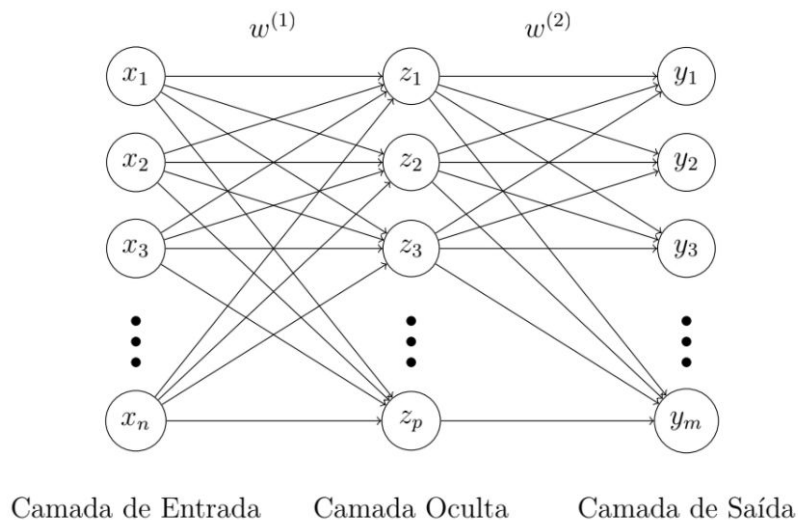 w^{(1)} w^{(2)}
x_1 z_1 y_1
x_2 z_2 y_2
x_3 z_3 y_3
x_n z_p y_m
Camada de Entrada Camada Oculta Camada de Saída